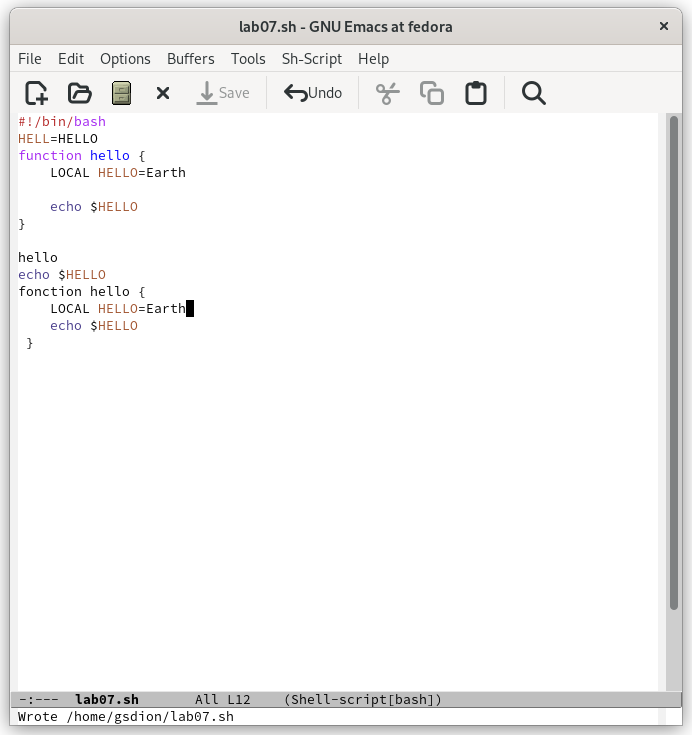 lab07.sh - GNU Emacs at fedora ×
File Edit Options Buffers Tools Sh-Script Help
Save Undo
#!/bin/bash
HELL=HELLO
function hello {
    LOCAL HELLO=Earth

    echo $HELLO
}

hello
echo $HELLO
fonction hello {
    LOCAL HELLO=Earth
    echo $HELLO
 }
-:--- lab07.sh All L12 (Shell-script[bash])
Wrote /home/gsdion/lab07.sh